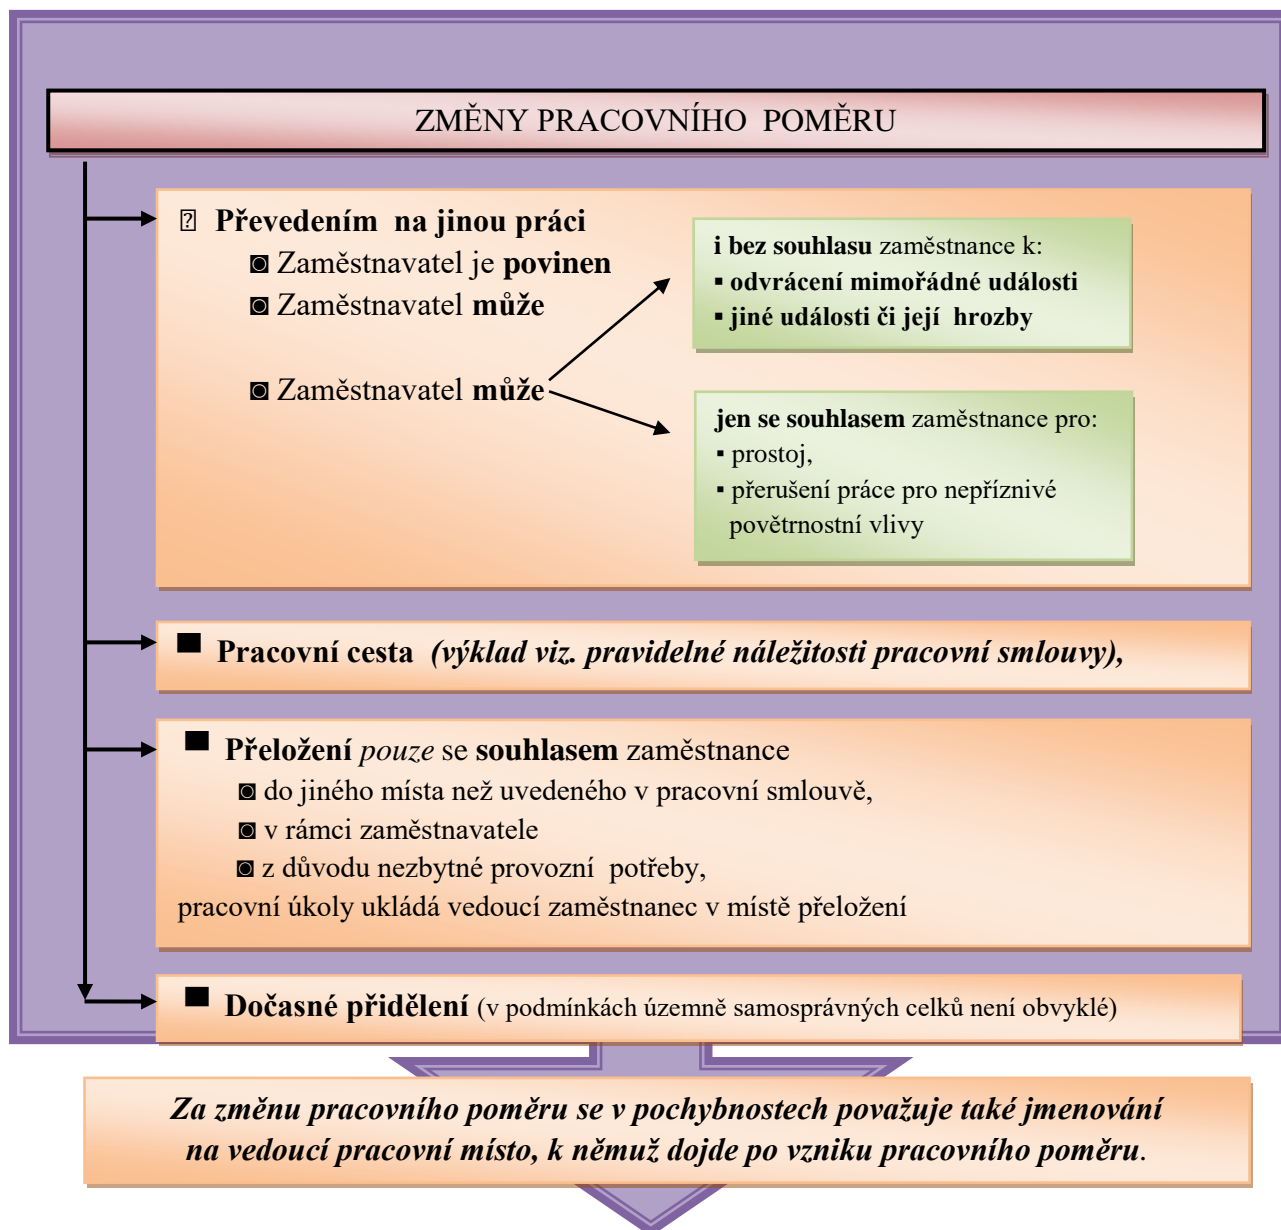 ZMĚNY PRACOVNÍHO POMĚRU
Převedením na jinou práci
◙ Zaměstnavatel je povinen
◙ Zaměstnavatel může
◙ Zaměstnavatel může
i bez souhlasu zaměstnance k:
▪ odvrácení mimořádné události
▪ jiné události či její hrozby
jen se souhlasem zaměstnance pro:
▪ prostoj,
▪ přerušení práce pro nepříznivé
povětrnostní vlivy
▀ Pracovní cesta (výklad viz. pravidelné náležitosti pracovní smlouvy),
▀ Přeložení pouze se souhlasem zaměstnance
◙ do jiného místa než uvedeného v pracovní smlouvě,
◙ v rámci zaměstnavatele
◙ z důvodu nezbytné provozní potřeby,
pracovní úkoly ukládá vedoucí zaměstnanec v místě přeložení
▀ Dočasné přidělení (v podmínkách územně samosprávných celků není obvyklé)
Za změnu pracovního poměru se v pochybnostech považuje také jmenování
na vedoucí pracovní místo, k němuž dojde po vzniku pracovního poměru.